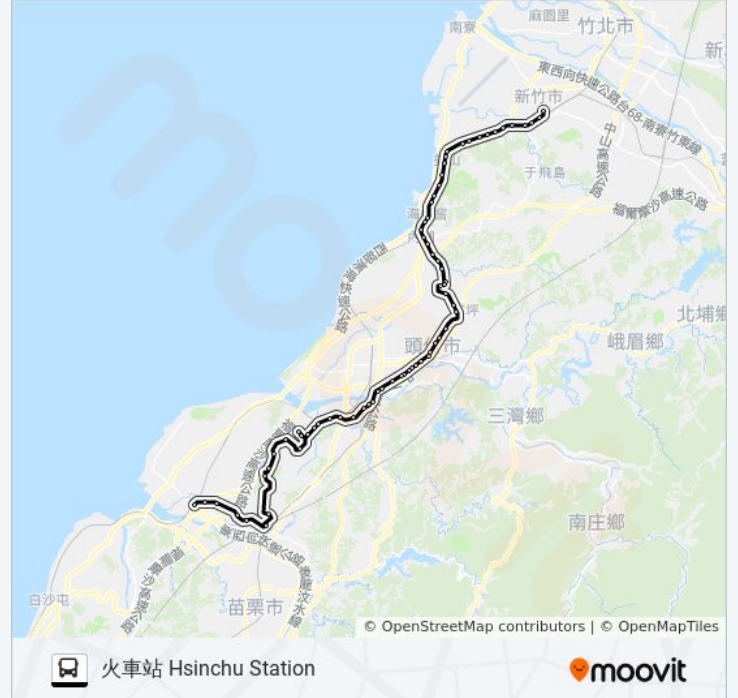 南寮
麻園里
竹北市
東西向快速公路台68-南寮竹東線
新竹市
中山高速公路
于飛島
福爾摩沙高速公路
西部濱海快速公路
北埔鄉
頭份市
峨眉鄉
三灣鄉
南庄鄉
白沙屯
苗栗市
© OpenStreetMap contributors | © OpenMapTiles
火車站 Hsinchu Station
moovit